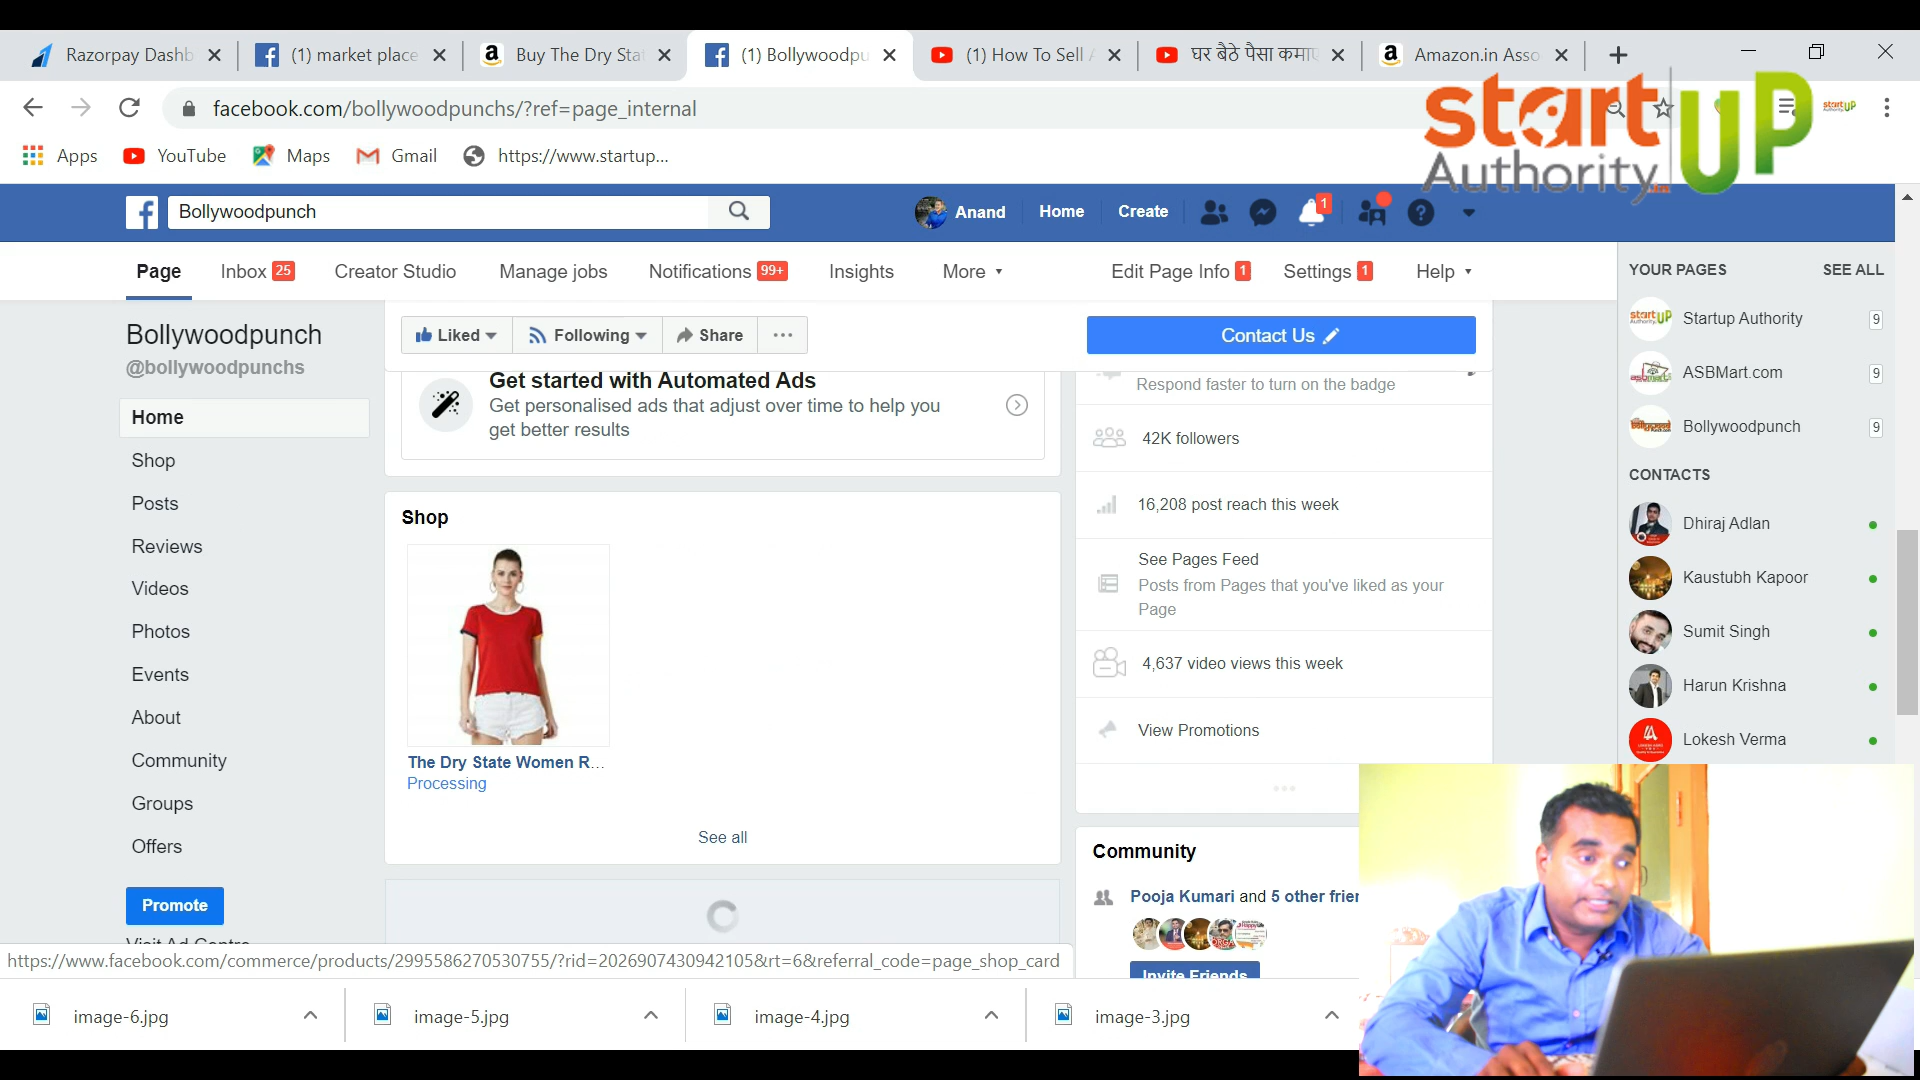 Razorpay Dashb
(1) market place
Buy The Dry Sta
(1) Bollywoodpu
(1) How To Sell
घर बैठे पैसा कमाए
Amazon.in Asso
facebook.com/bollywoodpunchs/?ref=page_internal
startuP
Authority
Apps
YouTube
Maps
Gmail
https://www.startup...
Bollywoodpunch
Anand
Home
Create
1
Page
Inbox 25
Creator Studio
Manage jobs
Notifications 99+
Insights
More
Edit Page Info 1
Settings 1
Help
Bollywoodpunch
@bollywoodpunchs
Home
Shop
Posts
Reviews
Videos
Photos
Events
About
Community
Groups
Offers
Promote
Liked
Following
Share
Contact Us
Get started with Automated Ads
Get personalised ads that adjust over time to help you
get better results
Shop
The Dry State Women R...
Processing
See all
Respond faster to turn on the badge
42K followers
16,208 post reach this week
See Pages Feed
Posts from Pages that you've liked as your
Page
4,637 video views this week
View Promotions
Community
Pooja Kumari and 5 other frier
Invite Friends
YOUR PAGES
SEE ALL
Startup Authority
9
ASBMart.com
9
Bollywoodpunch
9
CONTACTS
Dhiraj Adlan
Kaustubh Kapoor
Sumit Singh
Harun Krishna
Lokesh Verma
https://www.facebook.com/commerce/products/2995586270530755/?rid=2026907430942105&rt=6&referral_code=page_shop_card
image-6.jpg
image-5.jpg
image-4.jpg
image-3.jpg